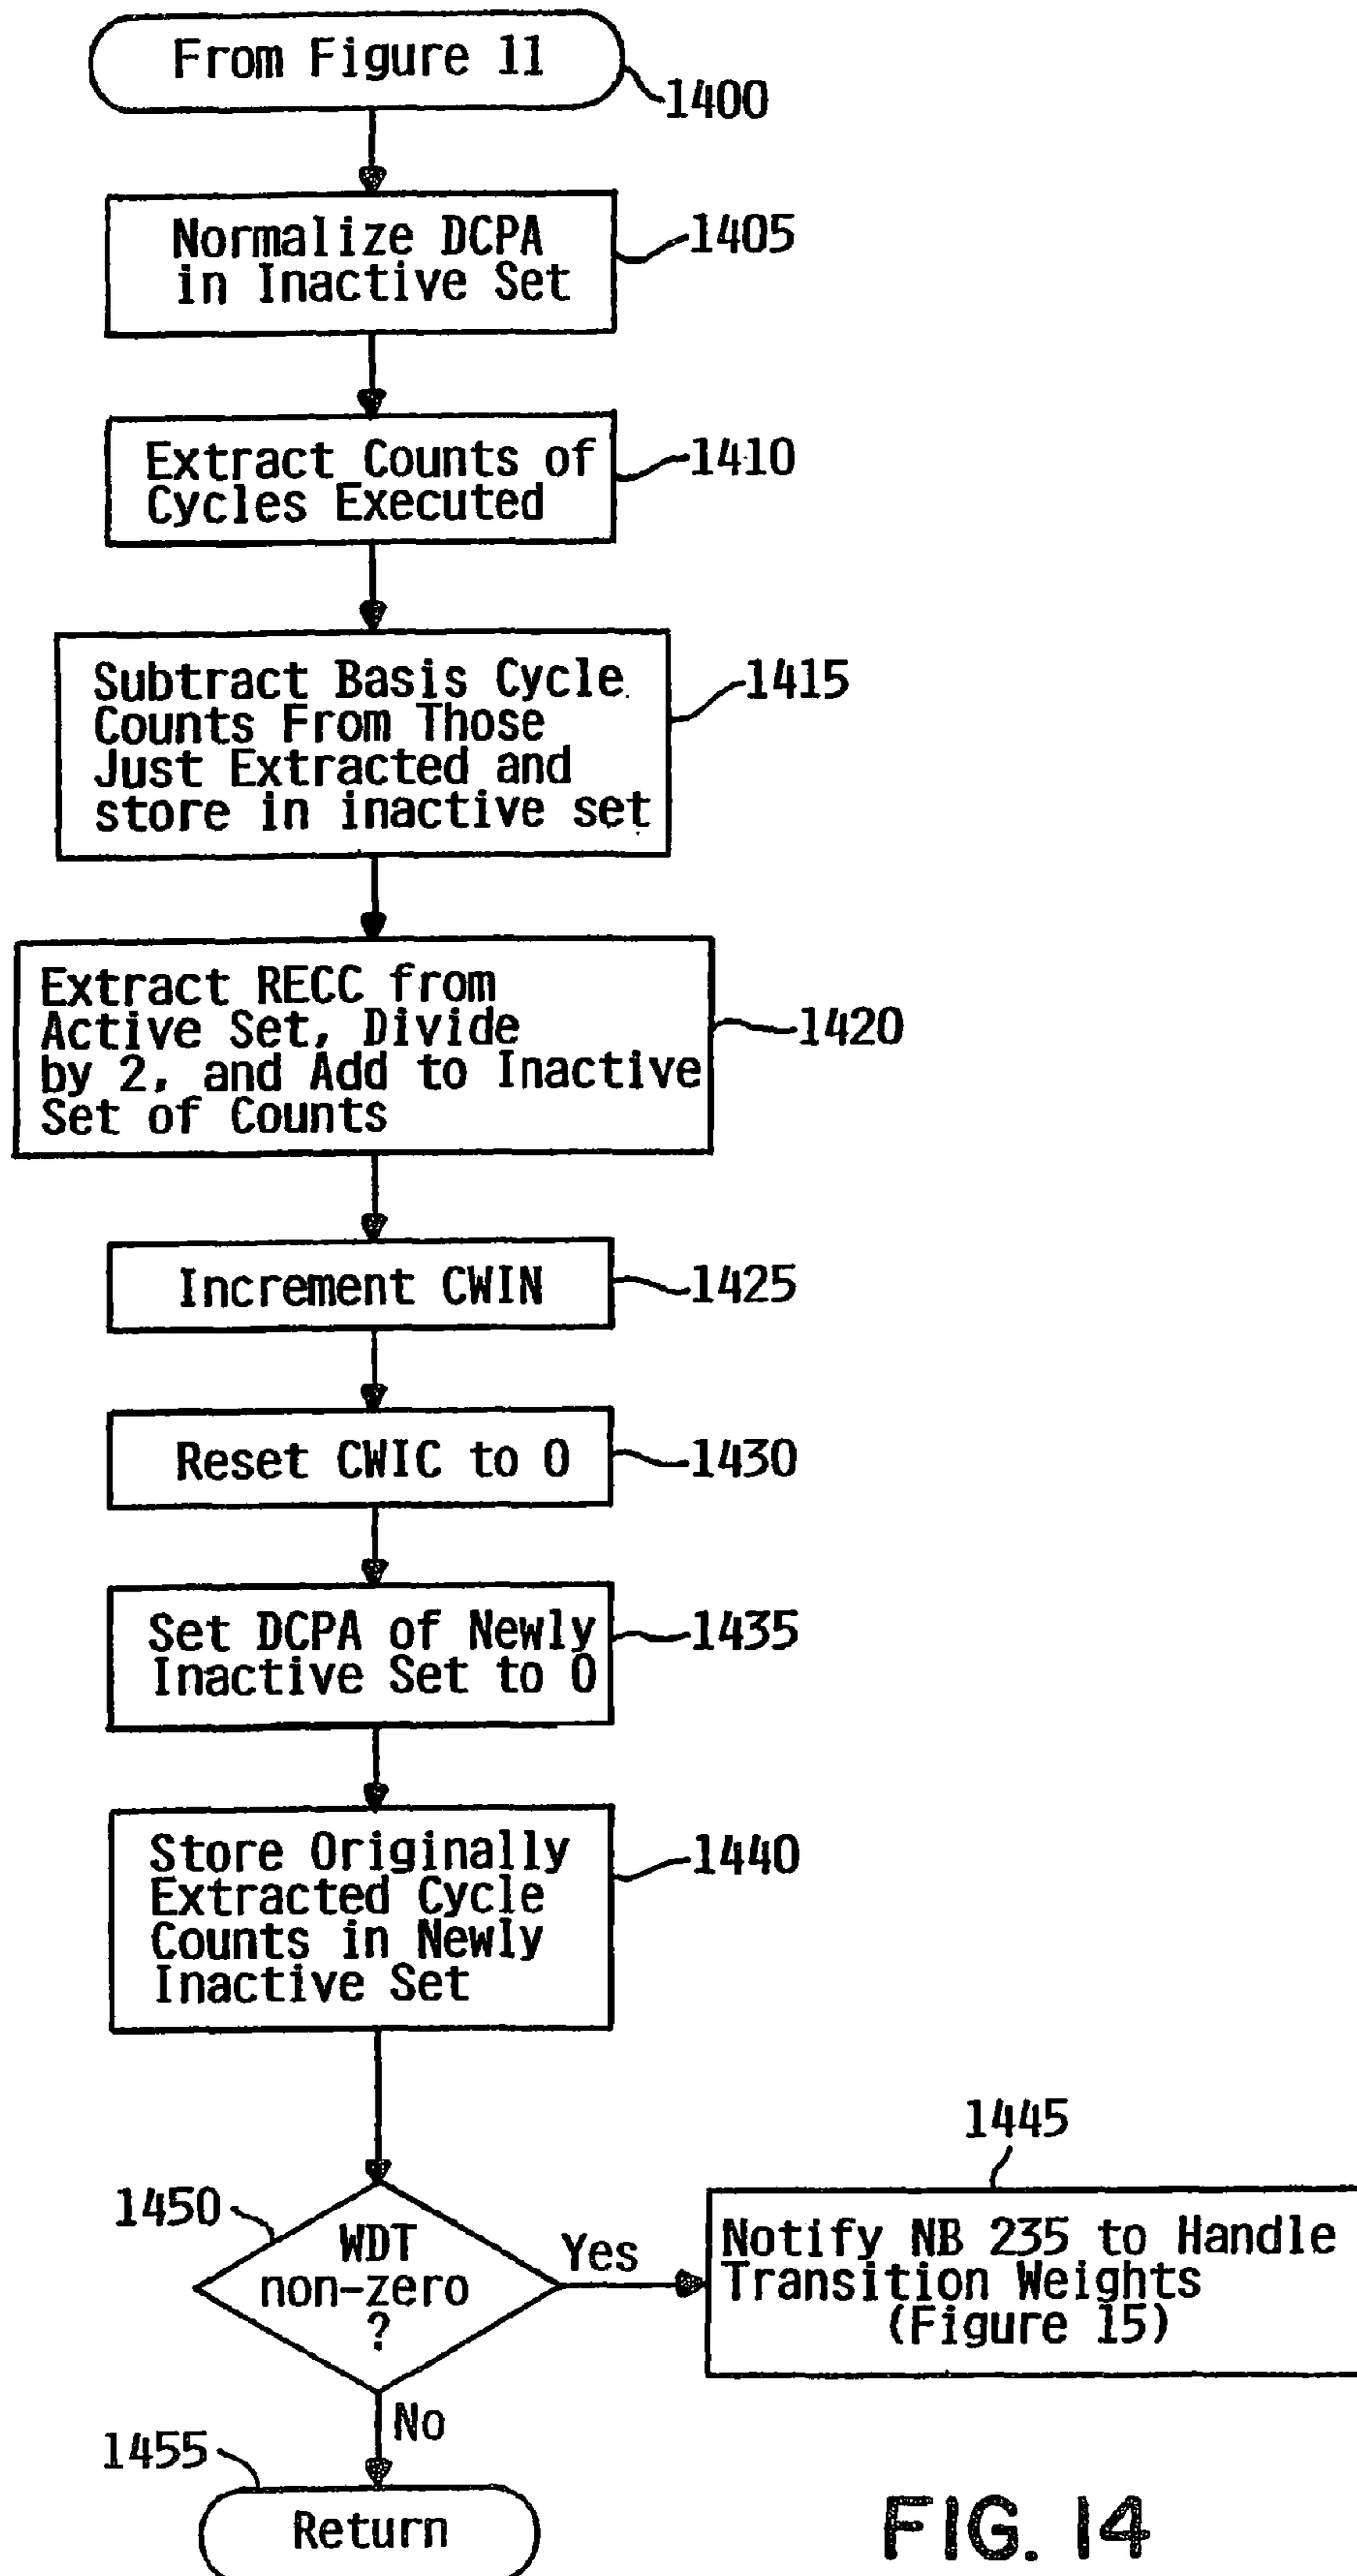 From Figure 11
1400
Normalize DCPA
in Inactive Set
1405
Extract Counts of
Cycles Executed
1410
Subtract Basis Cycle
Counts From Those
Just Extracted and
store in inactive set
1415
Extract RECC from
Active Set, Divide
by 2, and Add to Inactive
Set of Counts
1420
Increment CWIN
1425
Reset CWIC to 0
1430
Set DCPA of Newly
Inactive Set to 0
1435
Store Originally
Extracted Cycle
Counts in Newly
Inactive Set
1440
1445
1450
WDT
non-zero
?
Yes
Notify NB 235 to Handle
Transition Weights
(Figure 15)
No
1455
Return
FIG. 14